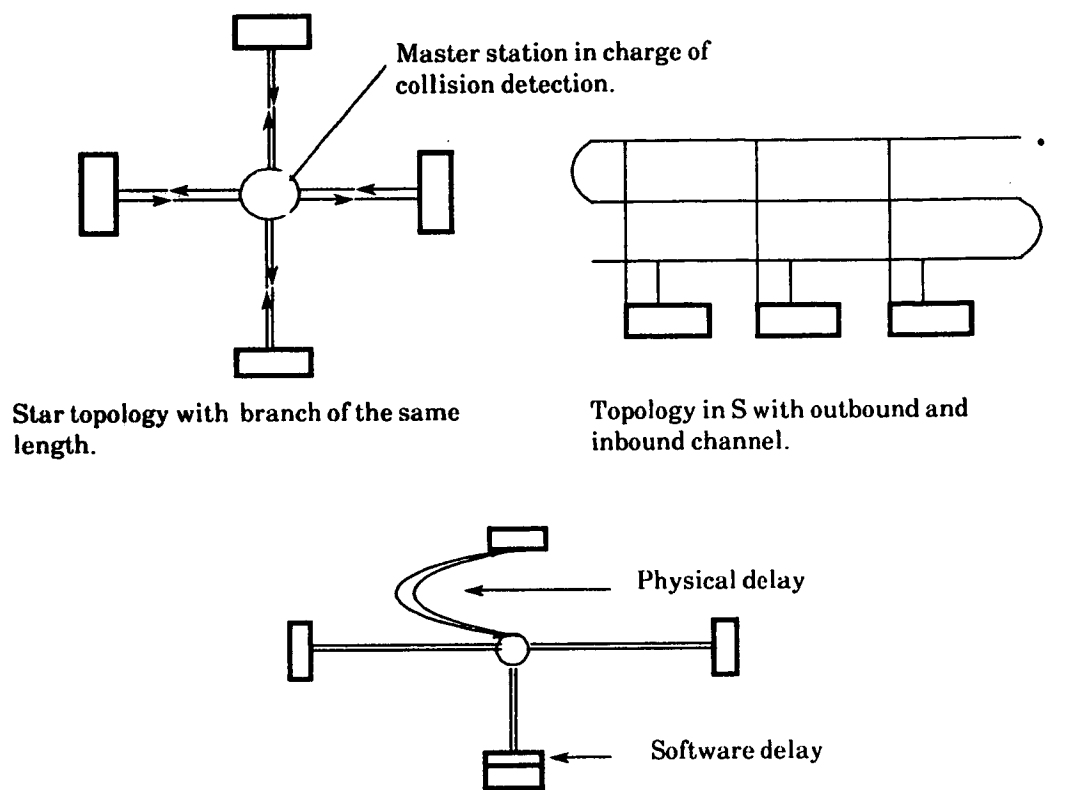 Master station in charge of
collision detection.
Star topology with branch of the same
length.
Topology in S with outbound and
inbound channel.
Physical delay
Software delay